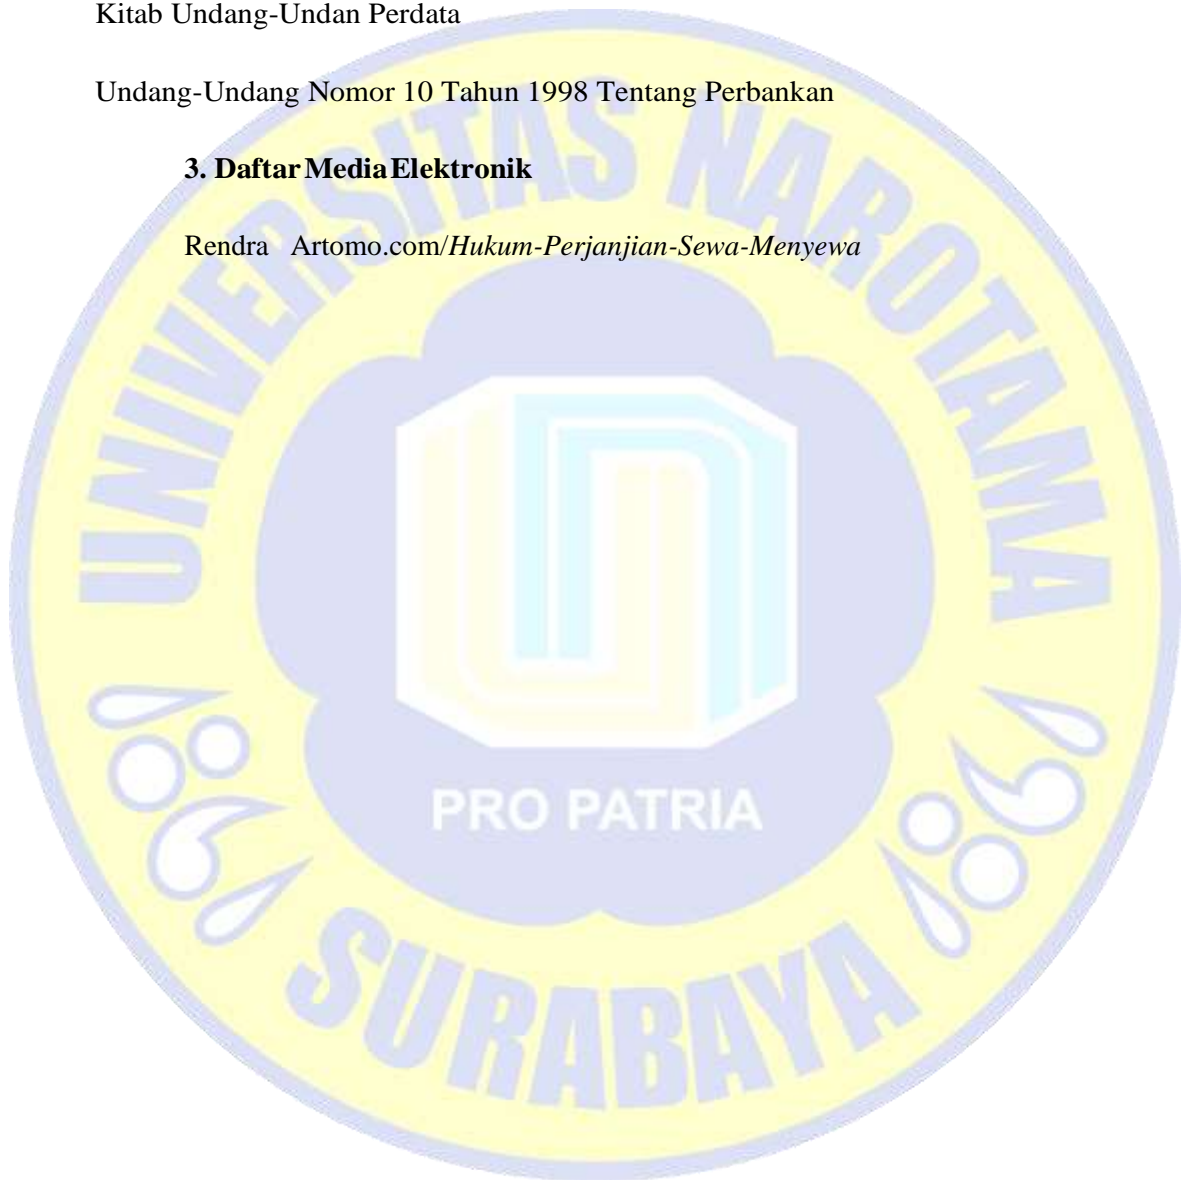 Kitab Undang-Undan Perdata
Undang-Undang Nomor 10 Tahun 1998 Tentang Perbankan
3. Daftar Media Elektronik
Rendra Artomo.com/Hukum-Perjanjian-Sewa-Menyewa
UNIVERSITAS NAROTAMA
PRO PATRIA
SURABAYA